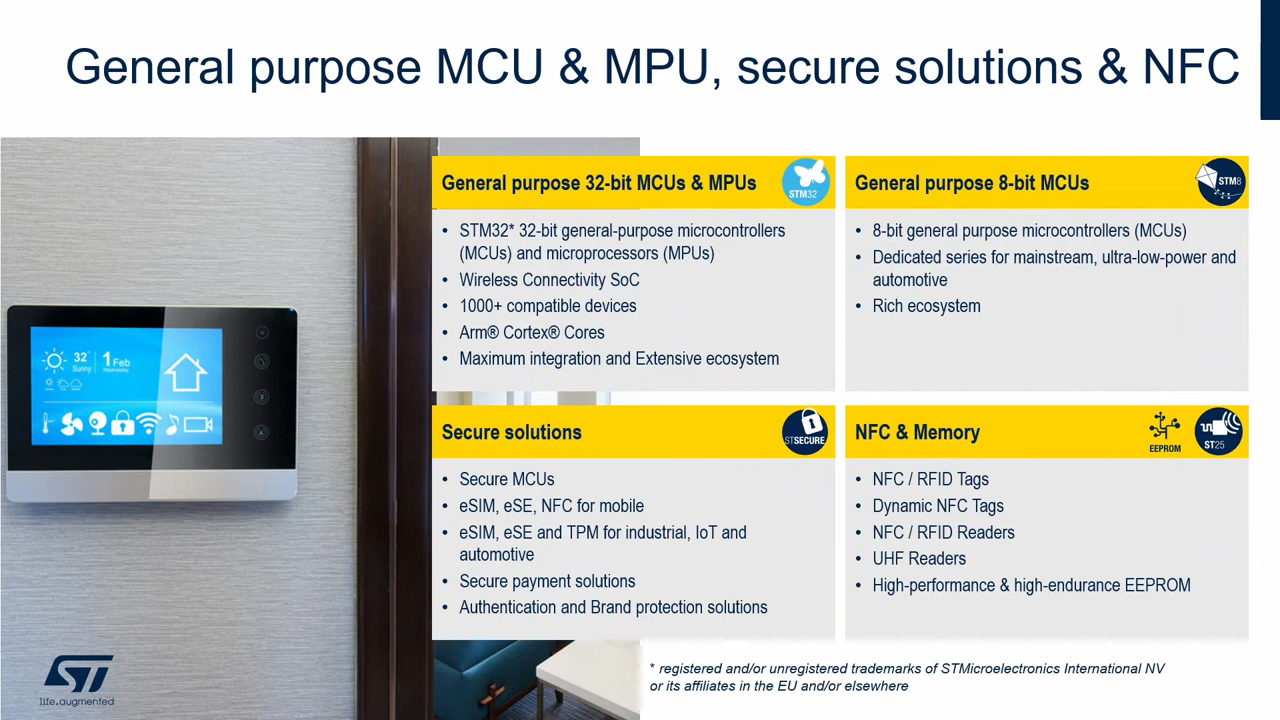 General purpose MCU & MPU, secure solutions & NFC
General purpose 32-bit MCUs & MPUs
STM32
• STM32* 32-bit general-purpose microcontrollers
(MCUs) and microprocessors (MPUs)
• Wireless Connectivity SoC
• 1000+ compatible devices
• Arm® Cortex® Cores
• Maximum integration and Extensive ecosystem
General purpose 8-bit MCUs
STM8
• 8-bit general purpose microcontrollers (MCUs)
• Dedicated series for mainstream, ultra-low-power and
automotive
• Rich ecosystem
32°
Sunny
1 Feb
Wednesday
Secure solutions
STSECURE
• Secure MCUs
• eSIM, eSE, NFC for mobile
• eSIM, eSE and TPM for industrial, IoT and
automotive
• Secure payment solutions
• Authentication and Brand protection solutions
NFC & Memory
EEPROM
ST25
• NFC / RFID Tags
• Dynamic NFC Tags
• NFC / RFID Readers
• UHF Readers
• High-performance & high-endurance EEPROM
ST
life.augmented
* registered and/or unregistered trademarks of STMicroelectronics International NV
or its affiliates in the EU and/or elsewhere